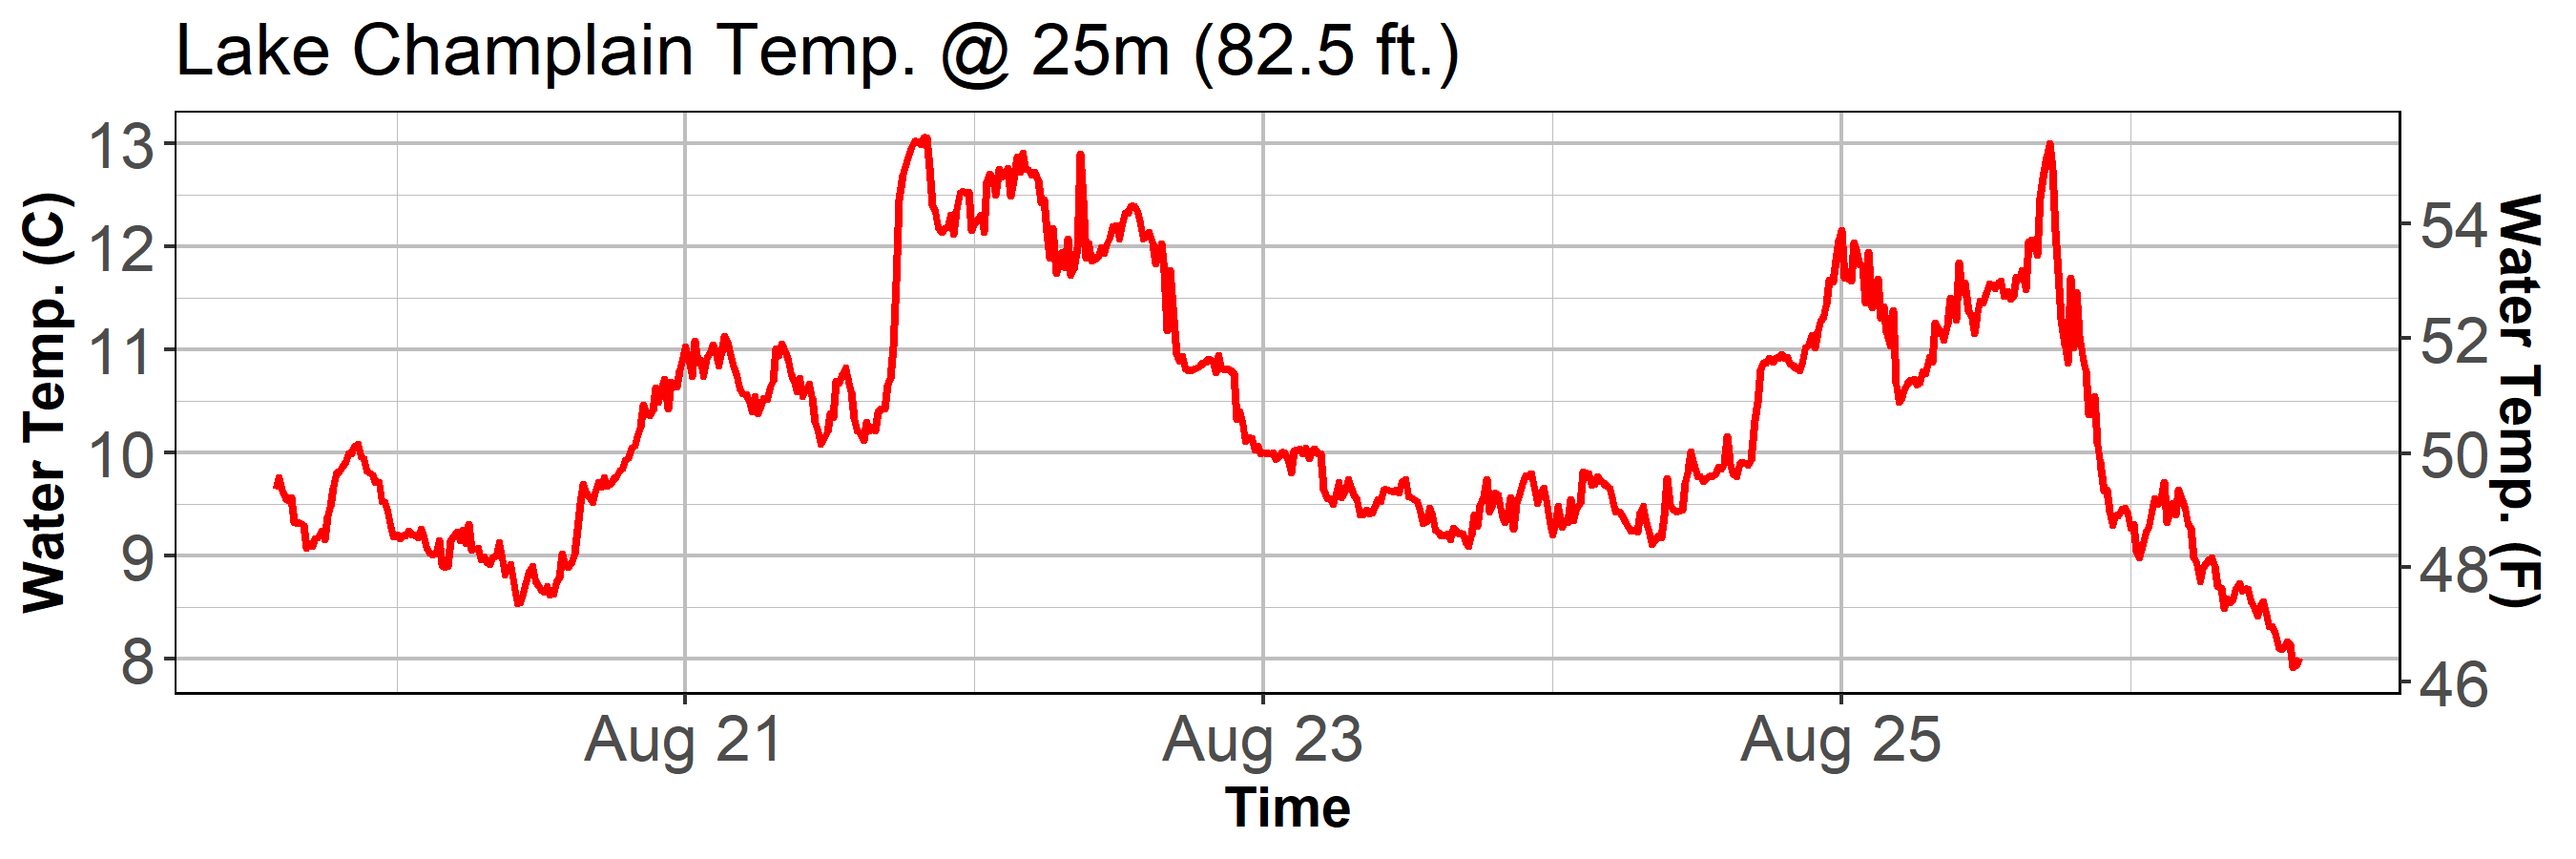 Lake Champlain Temp. @ 25m (82.5 ft.)
Water Temp. (C)
13
12
11
10
9
8
54
52
50
48
46
Water Temp. (F)
Aug 21
Aug 23
Aug 25
Time